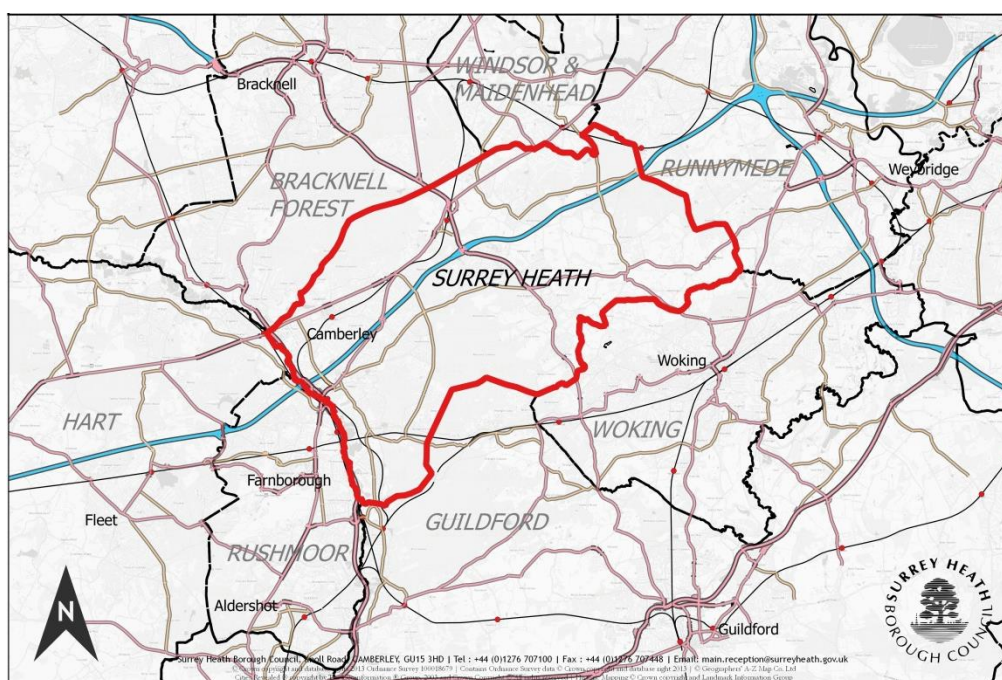 WINDSOR &
MAIDENHEAD
Bracknell
RUNNYMEDE
Weybridge
BRACKNELL
FOREST
SURREY HEATH
Camberley
Woking
HART
WOKING
Farnborough
Fleet
GUILDFORD
RUSHMOOR
Aldershot
N
Guildford
SURREY HEATH
BOROUGH COUNCIL
Surrey Heath Borough Council, Knoll Road, CAMBERLEY, GU15 3HD | Tel : +44 (0)1276 707100 | Fax : +44 (0)1276 707448 | Email: main.reception@surreyheath.gov.uk